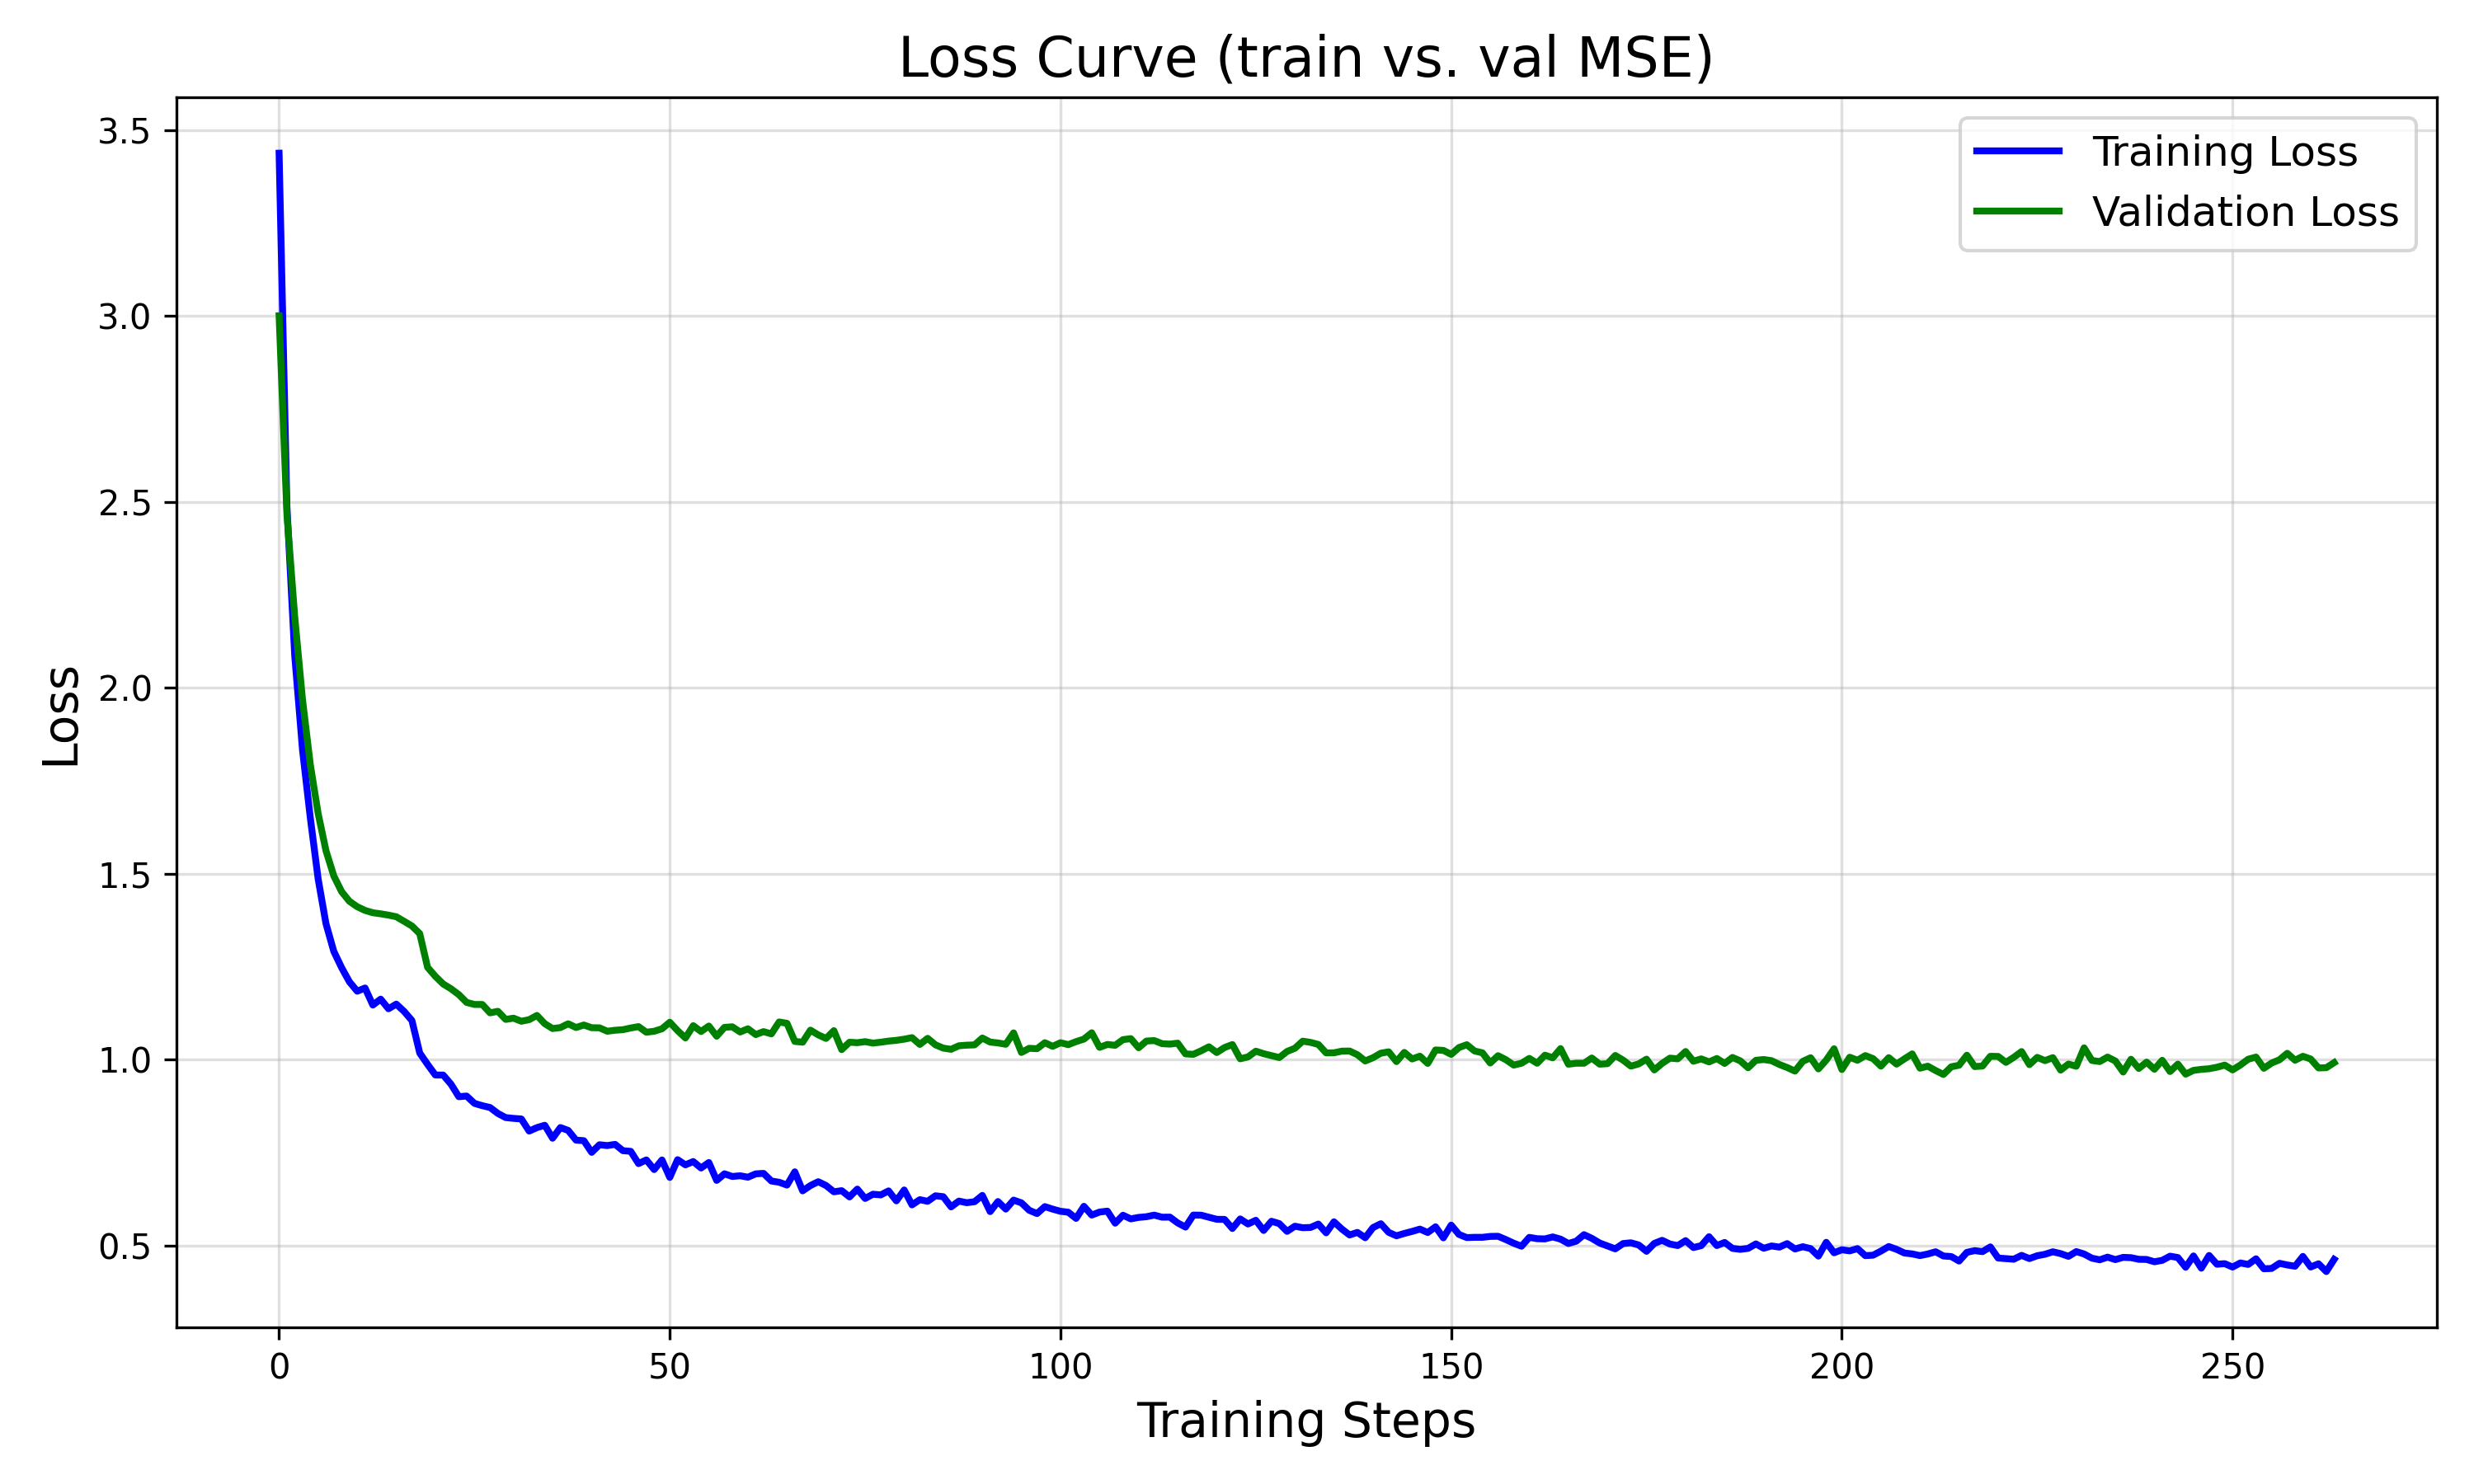 Loss Curve (train vs. val MSE)
Training Loss
Validation Loss
3.5
3.0
2.5
2.0
1.5
1.0
0.5
Loss
0 50 100 150 200 250
Training Steps